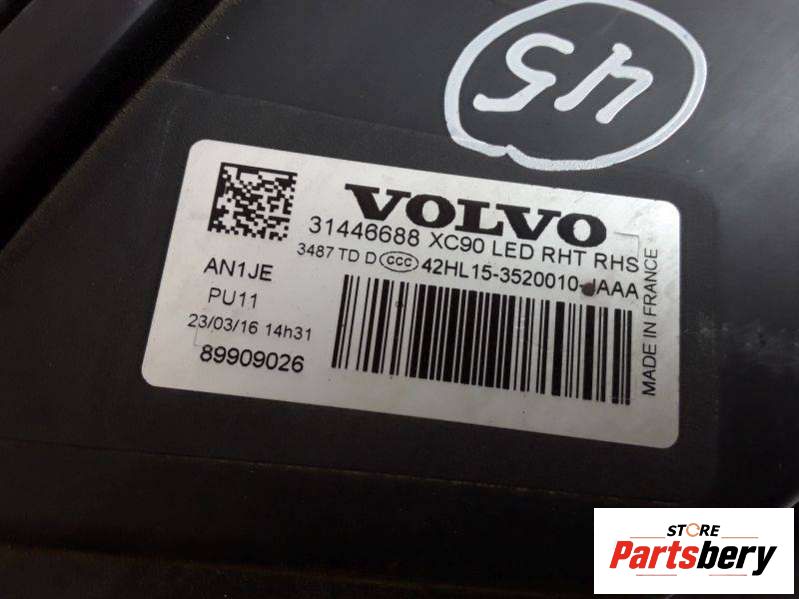 45
VOLVO
31446688 XC90 LED RHT RHS
3487 TD D CCC 42HL15-3520010-JAAA
AN1JE
PU11
23/03/16 14h31
89909026
MADE IN FRANCE
STORE
Partsbery